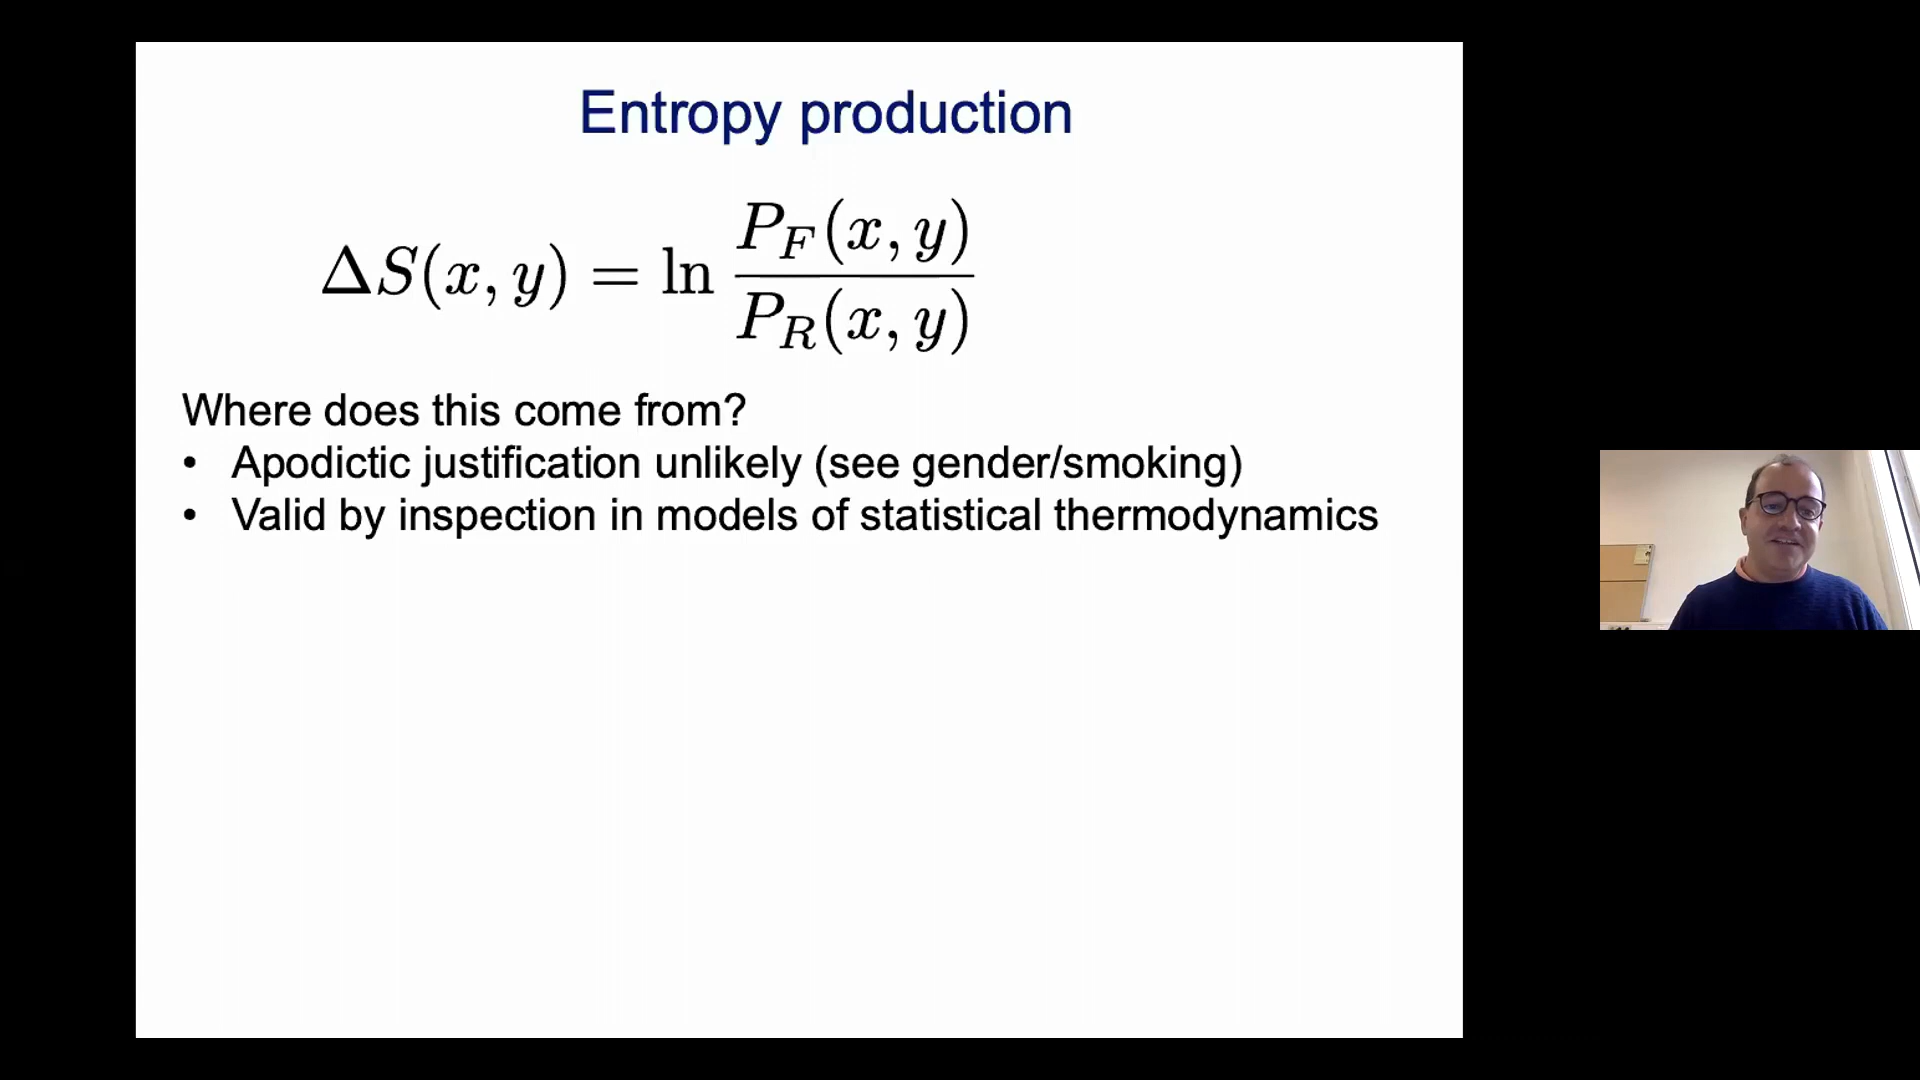 Entropy production
ΔS(x, y) = ln P_F(x, y) / P_R(x, y)
Where does this come from?
• Apodictic justification unlikely (see gender/smoking)
• Valid by inspection in models of statistical thermodynamics